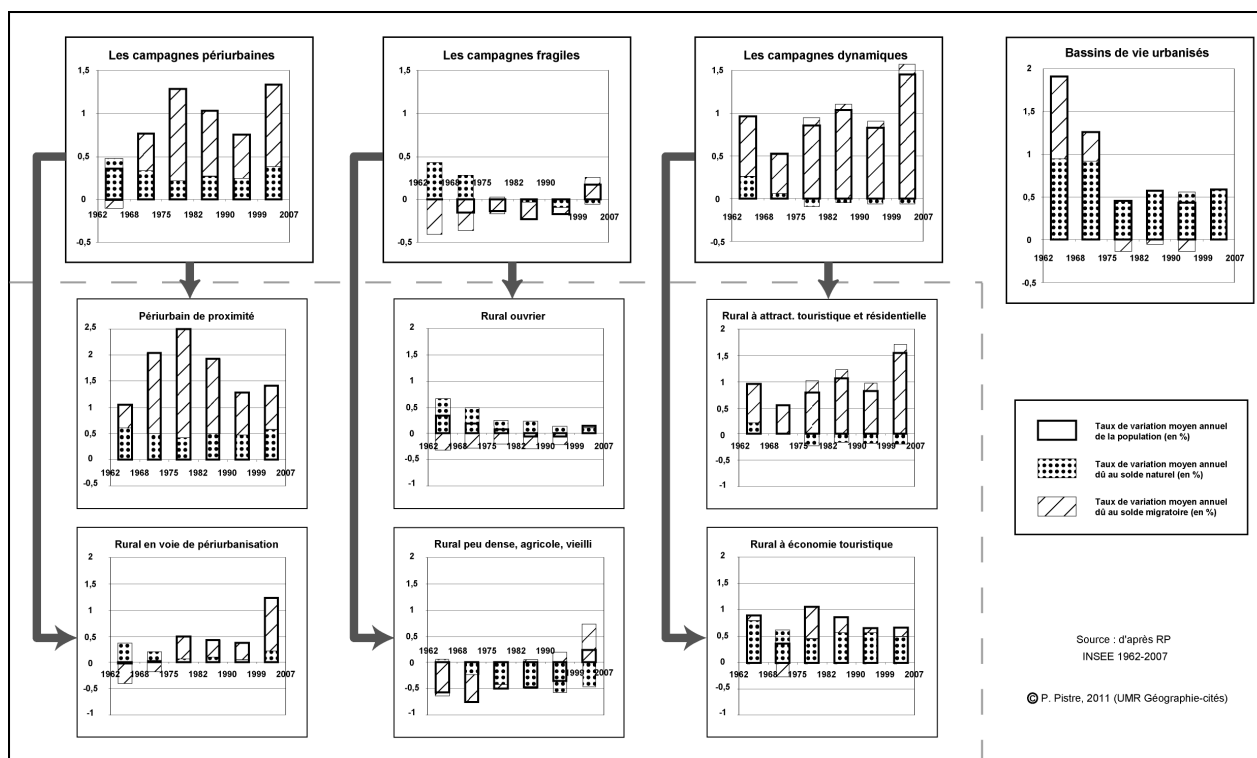 Les campagnes périurbaines
1,5
1
0,5
0
1962 1968 1975 1982 1990 1999 2007
-0,5
Les campagnes fragiles
1,5
1
0,5
1962 1968 1975 1982 1990
0
1999 2007
-0,5
Les campagnes dynamiques
1,5
1
0,5
0
1962 1968 1975 1982 1990 1999 2007
-0,5
Bassins de vie urbanisés
2
1,5
1
0,5
0
1962 1968 1975 1982 1990 1999 2007
-0,5
Périurbain de proximité
2,5
2
1,5
1
0,5
0
1962 1968 1975 1982 1990 1999 2007
-0,5
Rural ouvrier
2
1,5
1
0,5
0
1962 1968 1975 1982 1990 1999 2007
-0,5
-1
Rural à attract. touristique et résidentielle
2
1,5
1
0,5
0
1962 1968 1975 1982 1990 1999 2007
-0,5
-1
Taux de variation moyen annuel
de la population (en %)
Taux de variation moyen annuel
dû au solde naturel (en %)
Taux de variation moyen annuel
dû au solde migratoire (en %)
Rural en voie de périurbanisation
2
1,5
1
0,5
0
1962 1968 1975 1982 1990 1999 2007
-0,5
-1
Rural peu dense, agricole, vieilli
2
1,5
1
0,5
1962 1968 1975 1982 1990
0
1999 2007
-0,5
-1
Rural à économie touristique
2
1,5
1
0,5
0
1962 1968 1975 1982 1990 1999 2007
-0,5
-1
Source : d'après RP
INSEE 1962-2007
© P. Pistre, 2011 (UMR Géographie-cités)